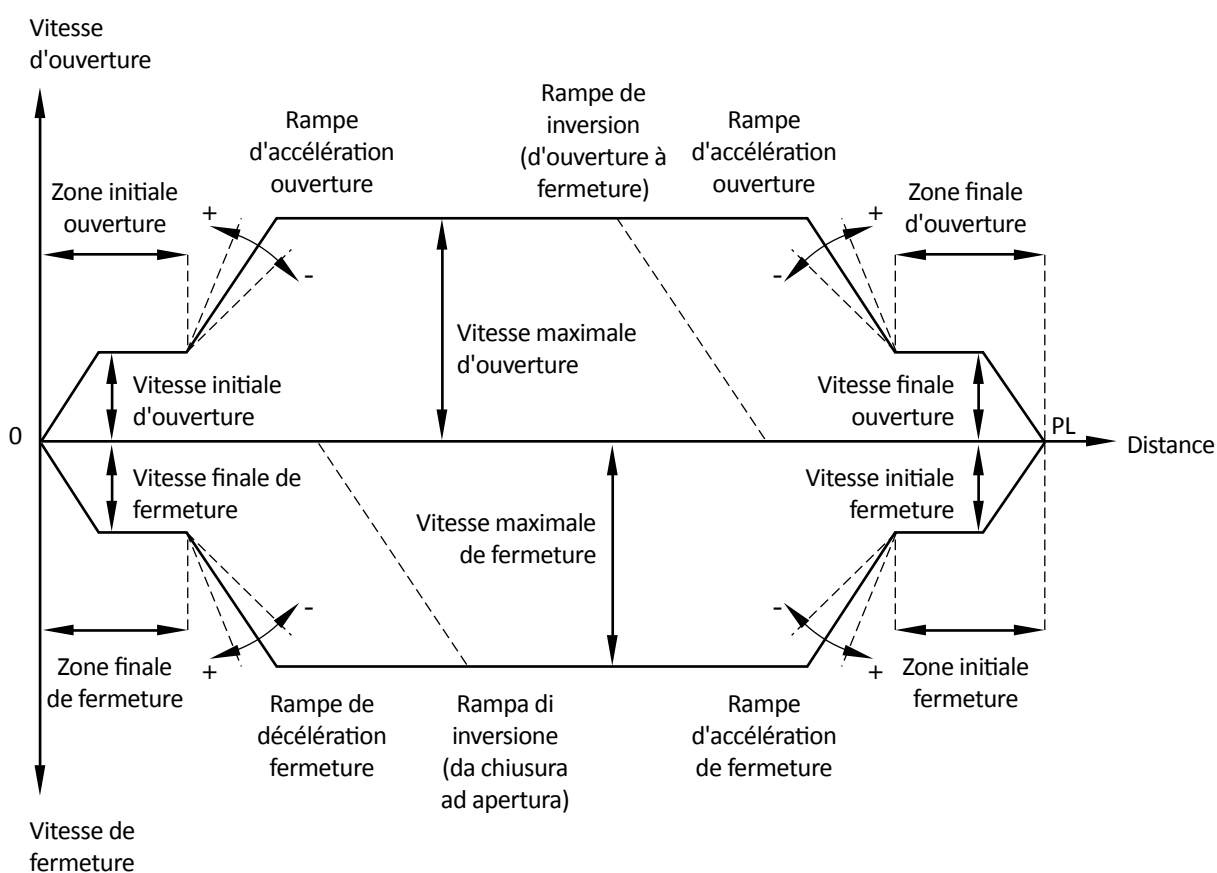 Vitesse
d'ouverture
Rampe
d'accélération
ouverture
Rampe de
inversion
(d'ouverture à
fermeture)
Rampe
d'accélération
ouverture
Zone initiale
ouverture
Zone finale
d'ouverture
+
-
-
+
Vitesse maximale
d'ouverture
Vitesse initiale
d'ouverture
Vitesse finale
ouverture
0
PL
Distance
Vitesse finale de
fermeture
Vitesse maximale
de fermeture
Vitesse initiale
fermeture
-
+
-
+
Zone finale
de fermeture
Zone initiale
fermeture
Rampe de
décélération
fermeture
Rampa di
inversione
(da chiusura
ad apertura)
Rampe
d'accélération
de fermeture
Vitesse de
fermeture